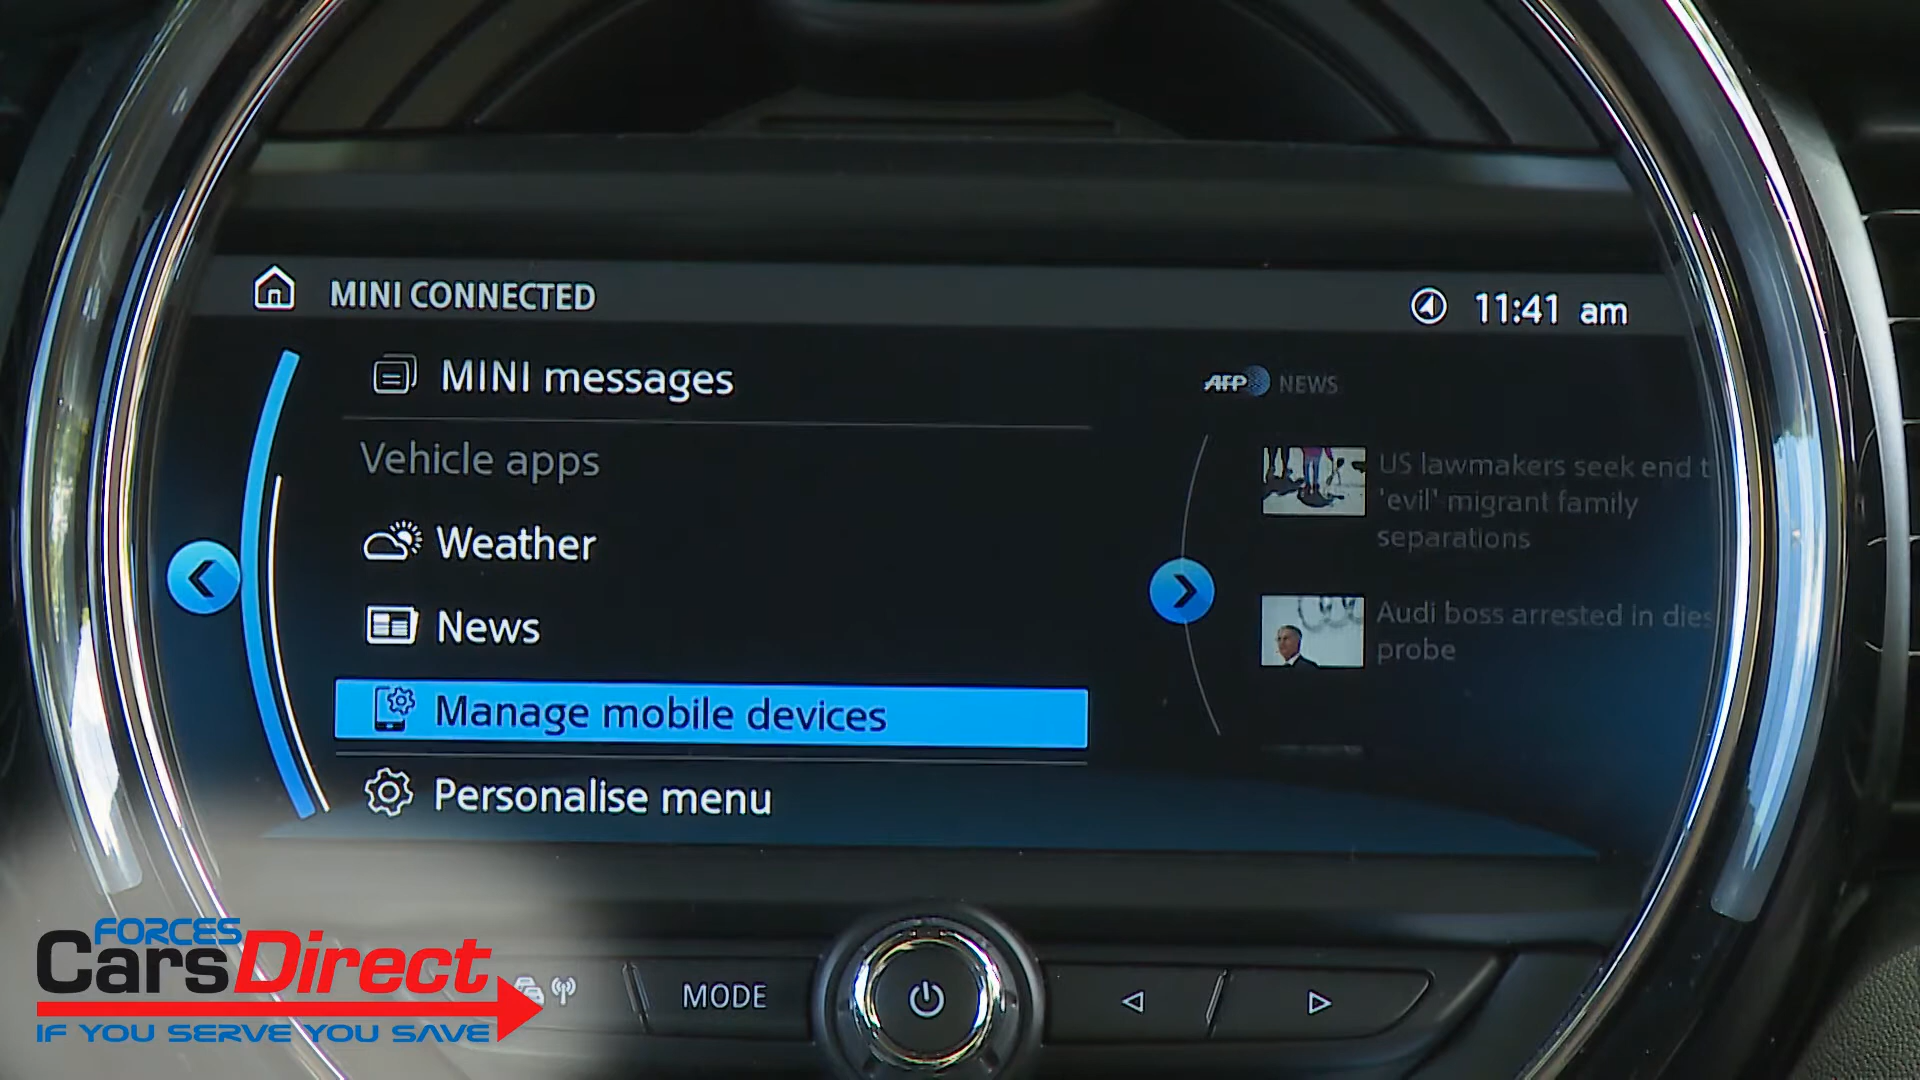 MINI CONNECTED
11:41 am
MINI messages
Vehicle apps
Weather
News
Manage mobile devices
Personalise menu
AFP NEWS
US lawmakers seek end
'evil' migrant family
separations
Audi boss arrested in
probe
MODE
FORCES
CarsDirect
IF YOU SERVE YOU SAVE